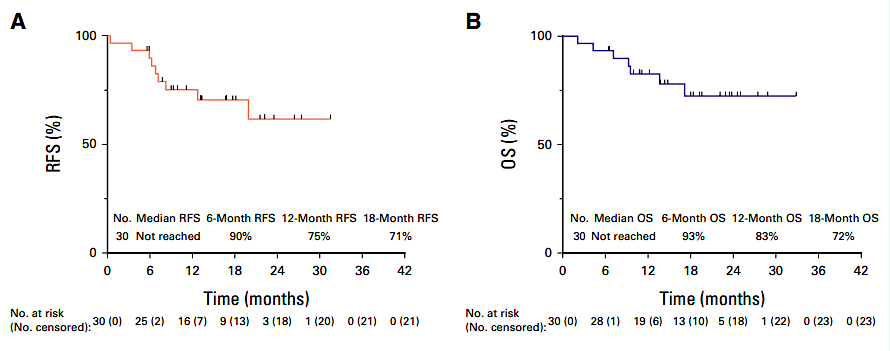 A
100
50
0
RFS (%)
No. Median RFS 6-Month RFS 12-Month RFS 18-Month RFS
30 Not reached 90% 75% 71%
0 6 12 18 24 30 36 42
Time (months)
No. at risk
(No. censored) 30 (0) 25 (2) 16 (7) 9 (13) 3 (18) 1 (20) 0 (21) 0 (21)
B
100
50
0
OS (%)
No. Median OS 6-Month OS 12-Month OS 18-Month OS
30 Not reached 93% 83% 72%
0 6 12 18 24 30 36 42
Time (months)
No. at risk
(No. censored) 30 (0) 28 (1) 19 (6) 13 (10) 5 (18) 1 (22) 0 (23) 0 (23)